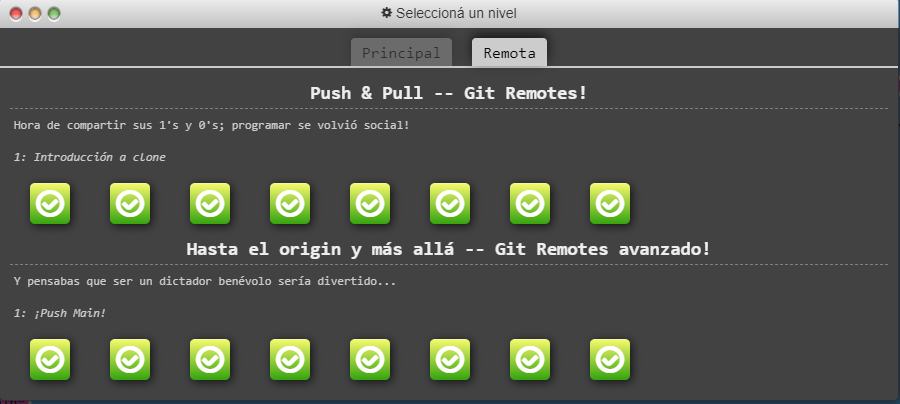 Seleccioná un nivel
Principal
Remota
Push & Pull -- Git Remotes!
Hora de compartir sus 1's y 0's; programar se volvió social!
1: Introducción a clone
Hasta el origin y más allá -- Git Remotes avanzado!
Y pensabas que ser un dictador benévolo sería divertido...
1: ¡Push Main!